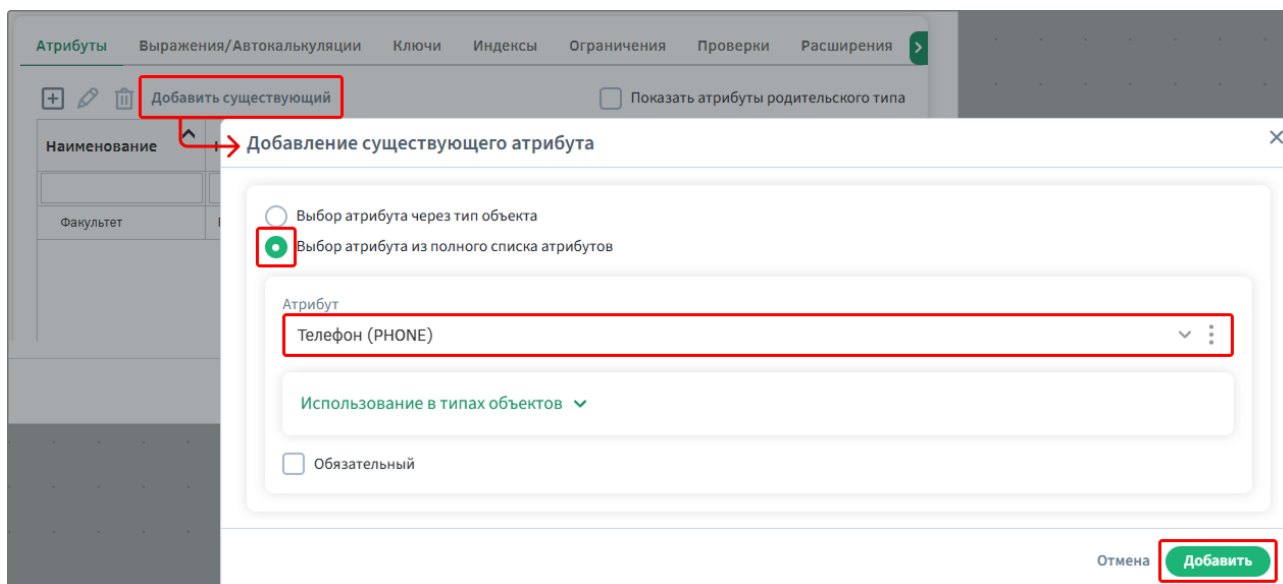 Атрибуты Выражения/Автокалькуляции Ключи Индексы Ограничения Проверки Расширения
Добавить существующий Показать атрибуты родительского типа
Наименование
Добавление существующего атрибута
Факультет
Выбор атрибута через тип объекта
Выбор атрибута из полного списка атрибутов
Атрибут
Телефон (PHONE)
Использование в типах объектов
Обязательный
Отмена Добавить